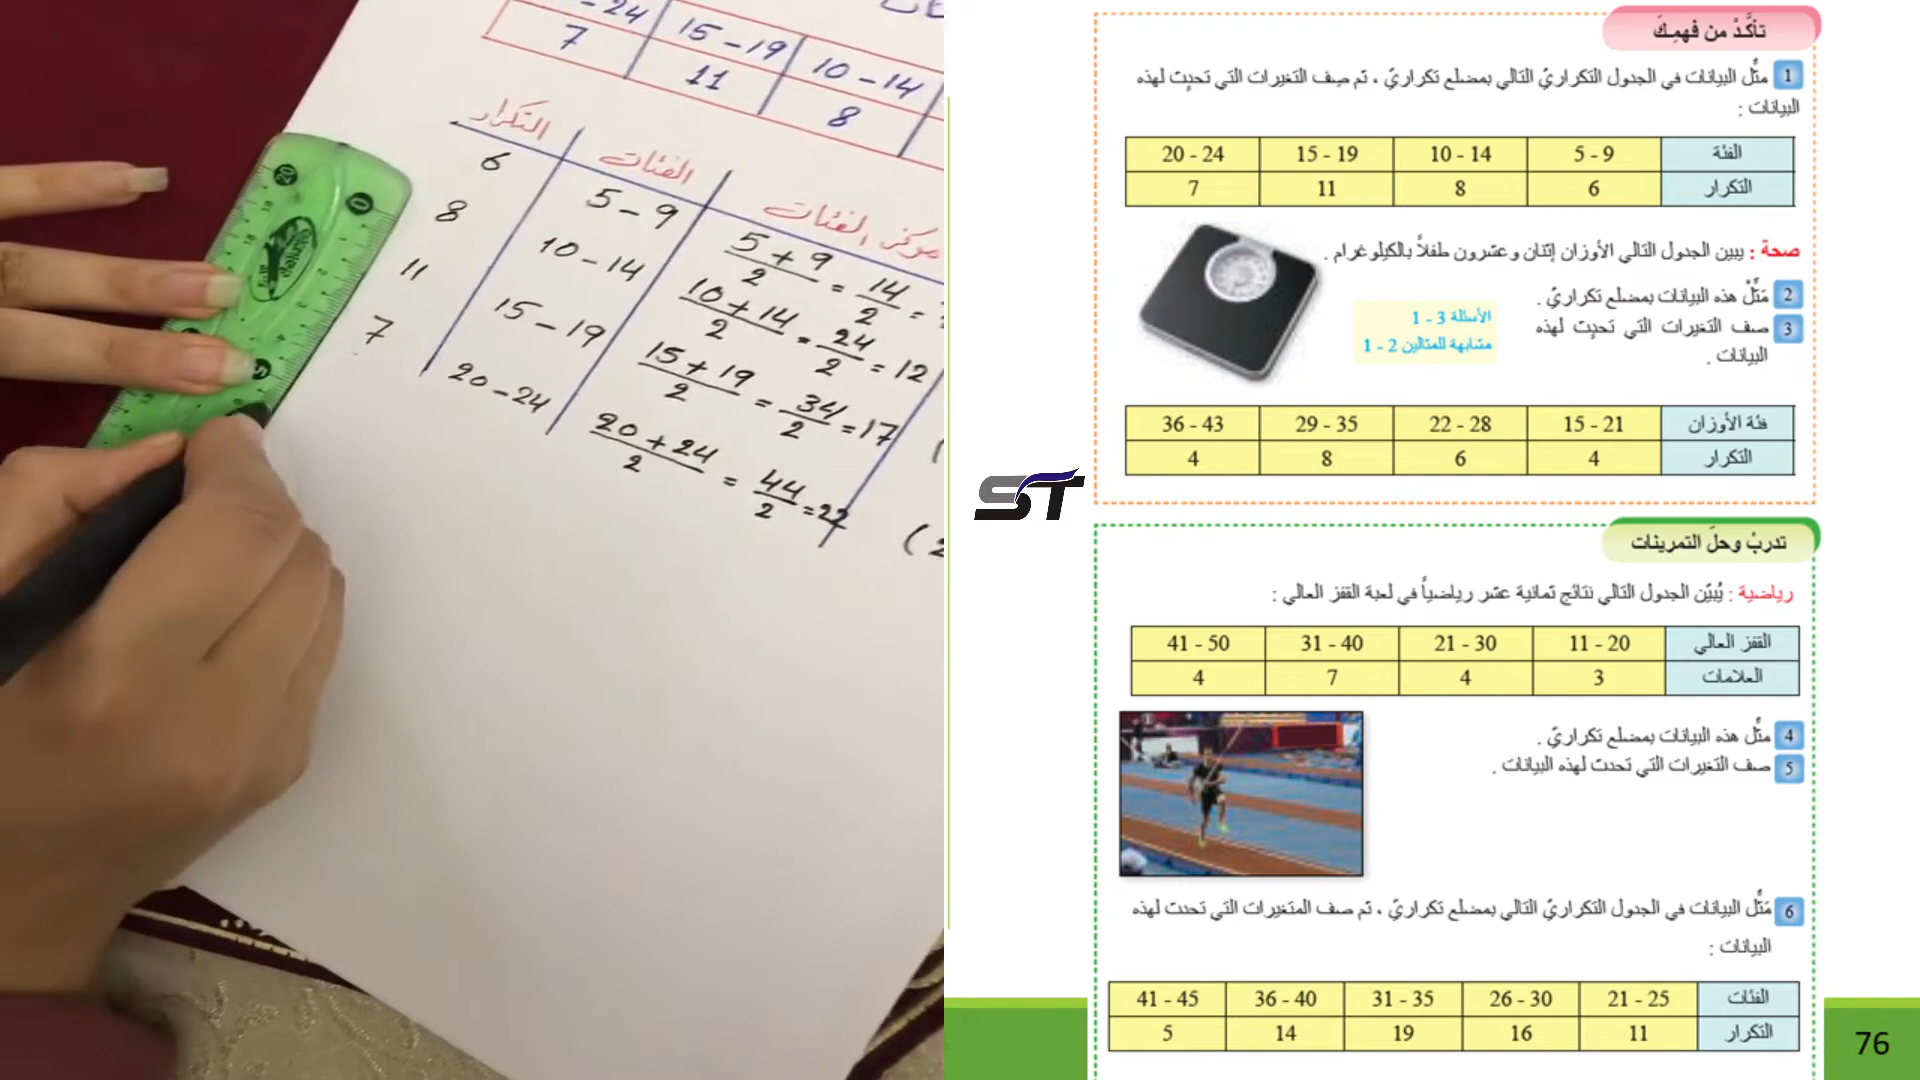 24 - 
15 - 19
10 - 14
7
11
8
التكرار
الفئات
مركز الفئات
6
5 - 9
5 + 9 / 2 = 14 / 2 =
8
10 - 14
10 + 14 / 2 = 24 / 2 = 12
11
15 - 19
15 + 19 / 2 = 34 / 2 = 17
7
20 - 24
20 + 24 / 2 = 44 / 2 = 22
20
0
ST
تأكَّدْ من فهمِكَ
1 مثِّل البيانات في الجدول التكراريّ التالي بمضلع تكراريّ ، ثم صِف التغيرات التي تحدِث لهذه
البيانات :
الفئة 5 - 9 10 - 14 15 - 19 20 - 24
التكرار 6 8 11 7
صحة : يبين الجدول التالي الأوزان إثنان وعشرون طفلاً بالكيلوغرام .
2 مَثِّلْ هذه البيانات بمضلع تكراريّ .
3 صف التغيرات التي تحدِث لهذه
البيانات .
الأسئلة 3 - 1
مشابهة للمثالين 2 - 1
فئة الأوزان 15 - 21 22 - 28 29 - 35 36 - 43
التكرار 4 6 8 4
تدربْ وحلّ التمرينات
رياضية : يُبيّن الجدول التالي نتائج ثمانية عشر رياضياً في لعبة القفز العالي :
القفز العالي 11 - 20 21 - 30 31 - 40 41 - 50
العلامات 3 4 7 4
4 مثِّل هذه البيانات بمضلع تكراريّ .
5 صف التغيرات التي تحدث لهذه البيانات .
6 مَثِّل البيانات في الجدول التكراريّ التالي بمضلع تكراريّ ، ثم صف المتغيرات التي تحدث لهذه
البيانات :
الفئات 21 - 25 26 - 30 31 - 35 36 - 40 41 - 45
التكرار 11 16 19 14 5
76